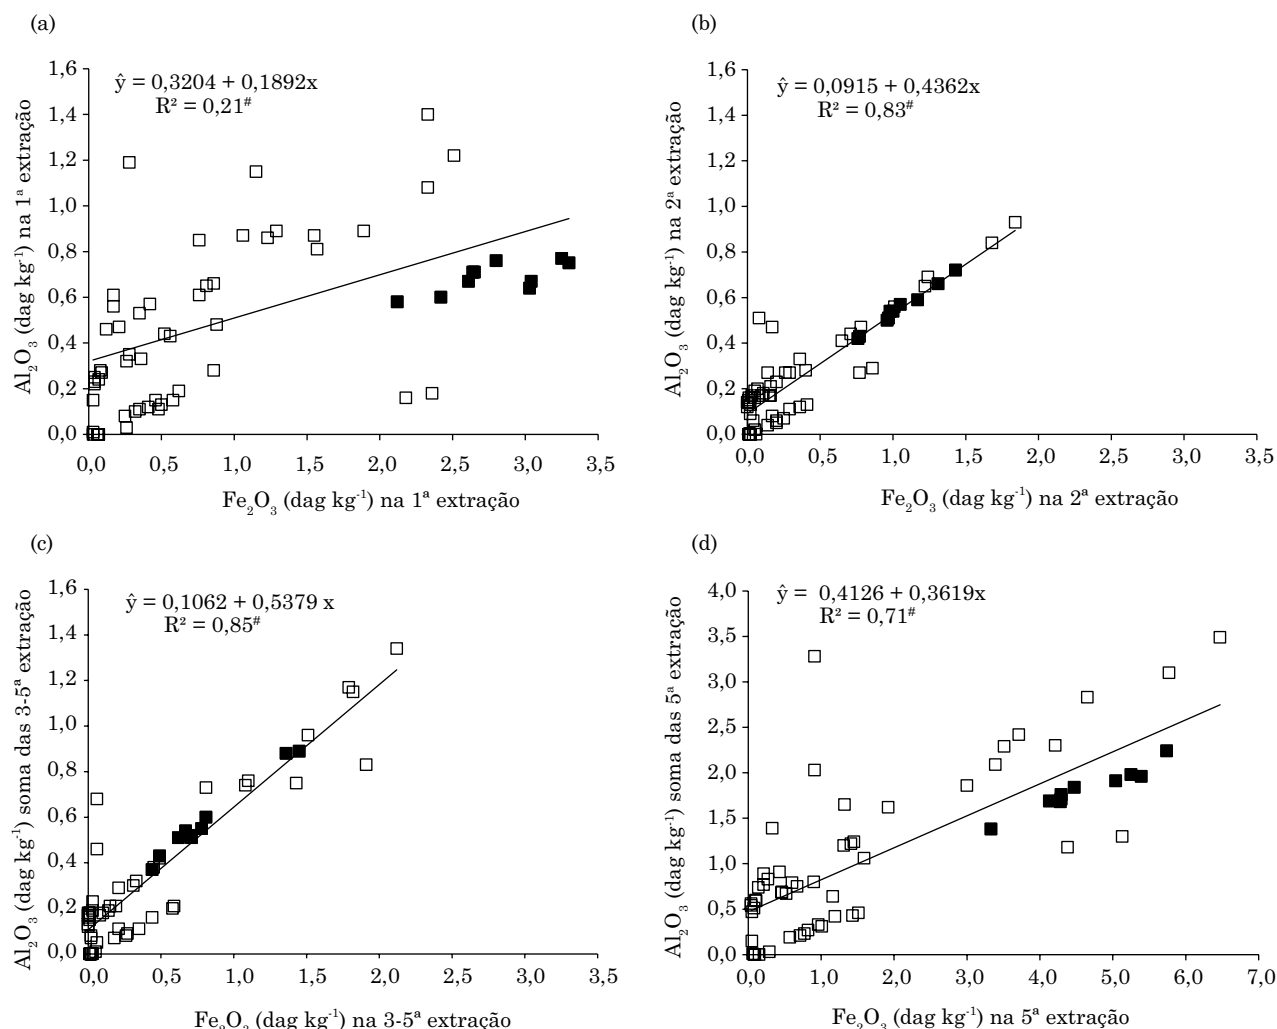 (a)
ŷ = 0,3204 + 0,1892x
R² = 0,21#
Al₂O₃ (dag kg⁻¹) na 1ª extração
1,6
1,4
1,2
1,0
0,8
0,6
0,4
0,2
0,0
0,0 0,5 1,0 2,0 2,5 3,0 3,5
Fe₂O₃ (dag kg⁻¹) na 1ª extração
(b)
ŷ = 0,0915 + 0,4362x
R² = 0,83#
Al₂O₃ (dag kg⁻¹) na 2ª extração
1,6
1,4
1,2
1,0
0,8
0,6
0,4
0,2
0,0
0,0 0,5 1,0 1,5 2,0 2,5 3,0 3,5
Fe₂O₃ (dag kg⁻¹) na 2ª extração
(c)
ŷ = 0,1062 + 0,5379 x
R² = 0,85#
Al₂O₃ (dag kg⁻¹) soma das 3-5ª extração
1,6
1,4
1,2
1,0
0,8
0,6
0,4
0,2
0,0
0,0 0,5 1,0 1,5 2,0 2,5 3,0 3,5
Fe₂O₃ (dag kg⁻¹) na 3-5ª extração
(d)
ŷ = 0,4126 + 0,3619x
R² = 0,71#
Al₂O₃ (dag kg⁻¹) soma das 5ª extração
4,0
3,5
3,0
2,5
2,0
1,5
1,0
0,5
0,0
0,0 1,0 2,0 3,0 4,0 5,0 6,0 7,0
Fe₂O₃ (dag kg⁻¹) na 5ª extração